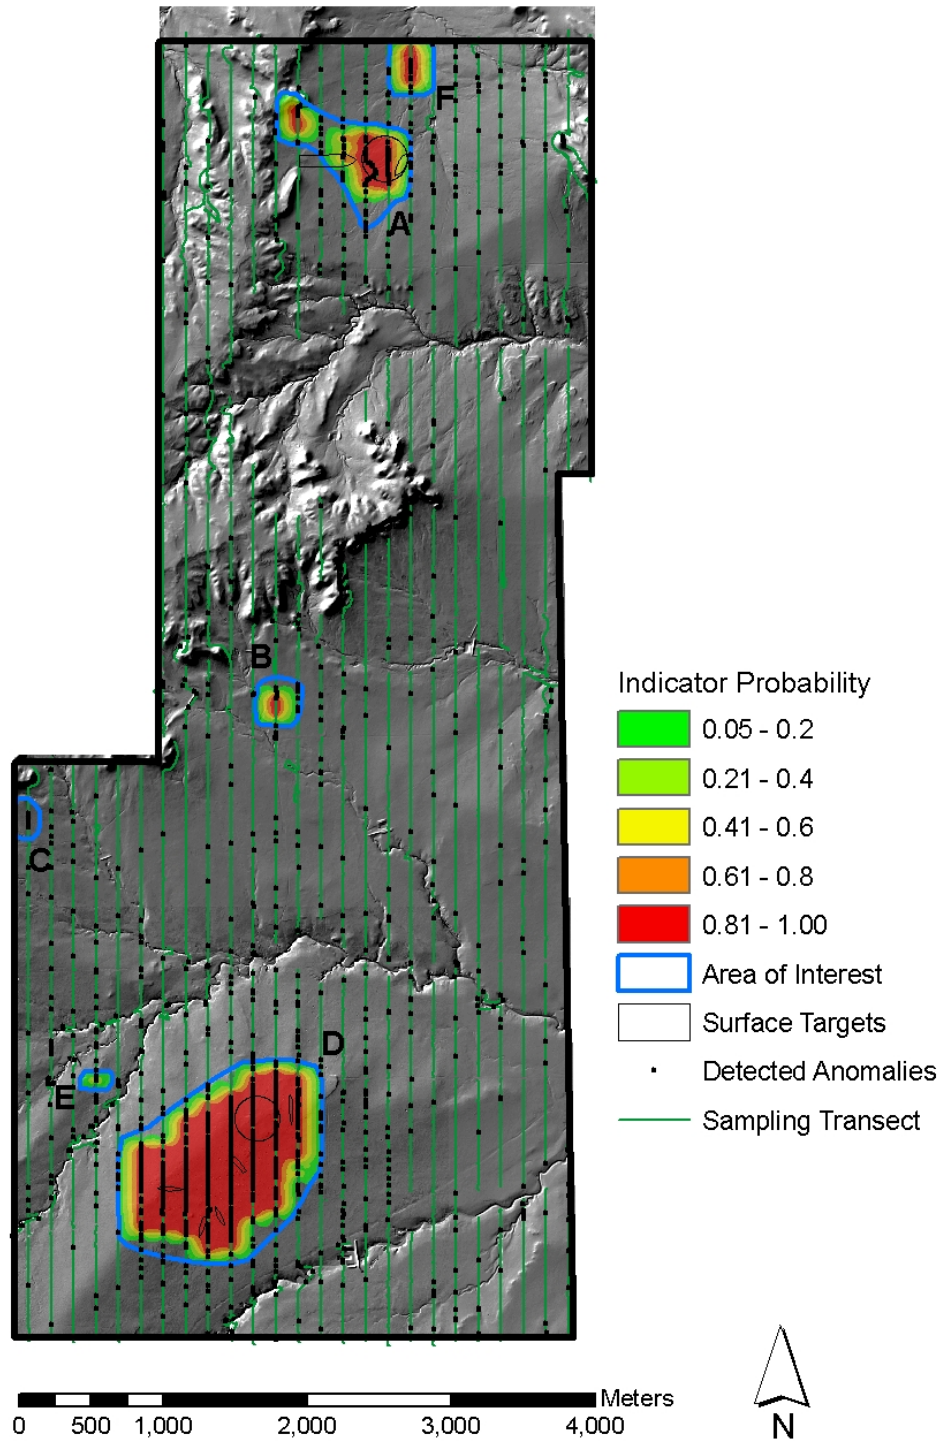 F
A
B
C
D
E
Indicator Probability
0.05 - 0.2
0.21 - 0.4
0.41 - 0.6
0.61 - 0.8
0.81 - 1.00
Area of Interest
Surface Targets
Detected Anomalies
Sampling Transect
Meters
0 500 1,000 2,000 3,000 4,000
N